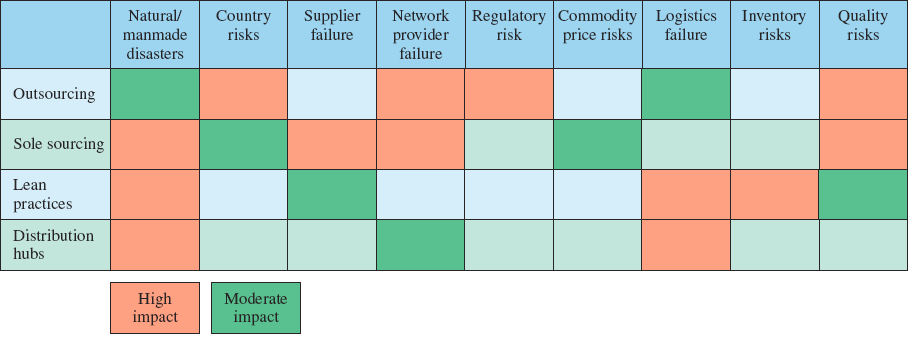 Natural/
manmade
disasters
Country
risks
Supplier
failure
Network
provider
failure
Regulatory
risk
Commodity
price risks
Logistics
failure
Inventory
risks
Quality
risks
Outsourcing
Sole sourcing
Lean
practices
Distribution
hubs
High
impact
Moderate
impact